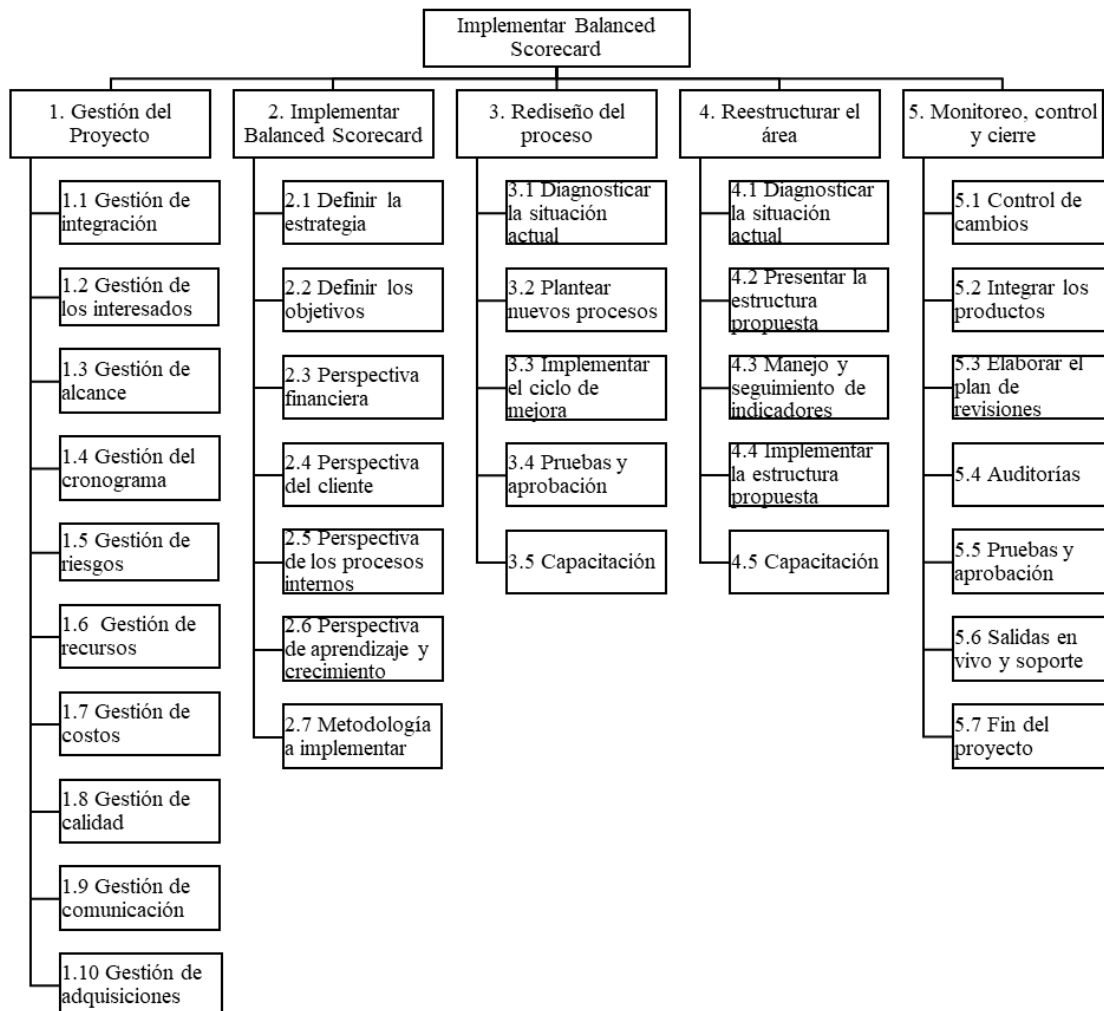 Implementar Balanced
Scorecard
1. Gestión del
Proyecto
1.1 Gestión de
integración
1.2 Gestión de
los interesados
1.3 Gestión de
alcance
1.4 Gestión del
cronograma
1.5 Gestión de
riesgos
1.6 Gestión de
recursos
1.7 Gestión de
costos
1.8 Gestión de
calidad
1.9 Gestión de
comunicación
1.10 Gestión de
adquisiciones
2. Implementar
Balanced Scorecard
2.1 Definir la
estrategia
2.2 Definir los
objetivos
2.3 Perspectiva
financiera
2.4 Perspectiva
del cliente
2.5 Perspectiva
de los procesos
internos
2.6 Perspectiva
de aprendizaje y
crecimiento
2.7 Metodología
a implementar
3. Rediseño del
proceso
3.1 Diagnosticar
la situación
actual
3.2 Plantear
nuevos procesos
3.3 Implementar
el ciclo de
mejora
3.4 Pruebas y
aprobación
3.5 Capacitación
4. Reestructurar el
área
4.1 Diagnosticar
la situación
actual
4.2 Presentar la
estructura
propuesta
4.3 Manejo y
seguimiento de
indicadores
4.4 Implementar
la estructura
propuesta
4.5 Capacitación
5. Monitoreo, control
y cierre
5.1 Control de
cambios
5.2 Integrar los
productos
5.3 Elaborar el
plan de
revisiones
5.4 Auditorías
5.5 Pruebas y
aprobación
5.6 Salidas en
vivo y soporte
5.7 Fin del
proyecto